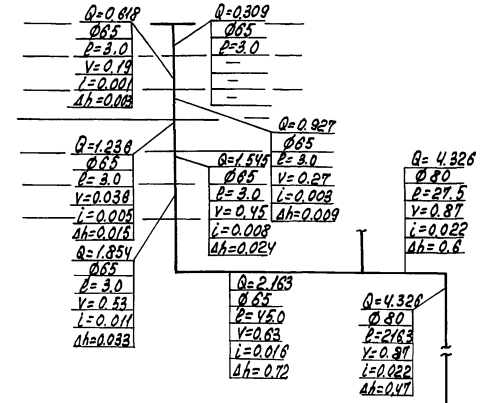 Q=0.618
Ø65
ℓ=3.0
V=0.19
i=0.001
Δh=0.003
Q=0.309
Ø65
ℓ=3.0
—
—
—
Q=0.927
Ø65
ℓ=3.0
V=0.27
i=0.003
Δh=0.009
Q=1.236
Ø65
ℓ=3.0
V=0.036
i=0.005
Δh=0.015
Q=1.545
Ø65
ℓ=3.0
V=0.45
i=0.008
Δh=0.024
Q=4.326
Ø80
ℓ=27.5
V=0.87
i=0.022
Δh=0.6
Q=1.854
Ø65
ℓ=3.0
V=0.53
i=0.011
Δh=0.033
Q=2.163
Ø65
ℓ=45.0
V=0.63
i=0.016
Δh=0.72
Q=4.326
Ø80
ℓ=2163
V=0.87
i=0.022
Δh=0,47